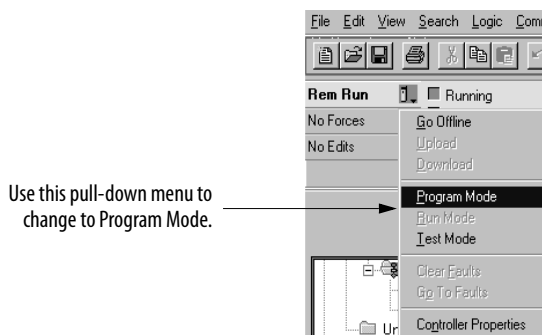 File Edit View Search Logic
Rem Run Running
No Forces
No Edits
Go Offline
Upload
Download
Program Mode
Run Mode
Test Mode
Clear Faults
Go To Faults
Controller Properties
Use this pull-down menu to
change to Program Mode.